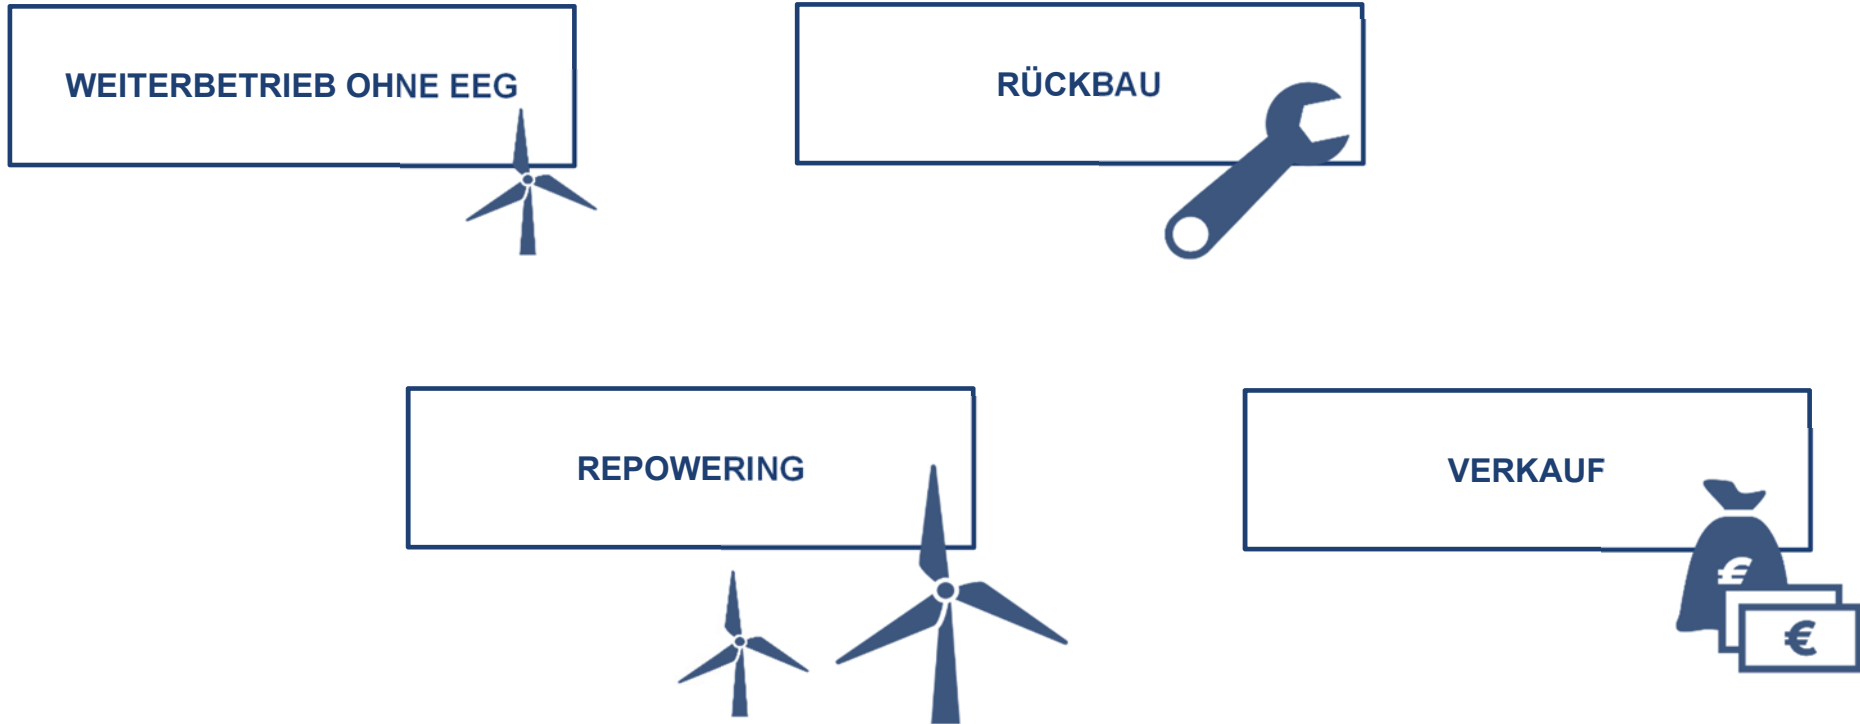 WEITERBETRIEB OHNE EEG
RÜCKBAU
REPOWERING
VERKAUF
€
€